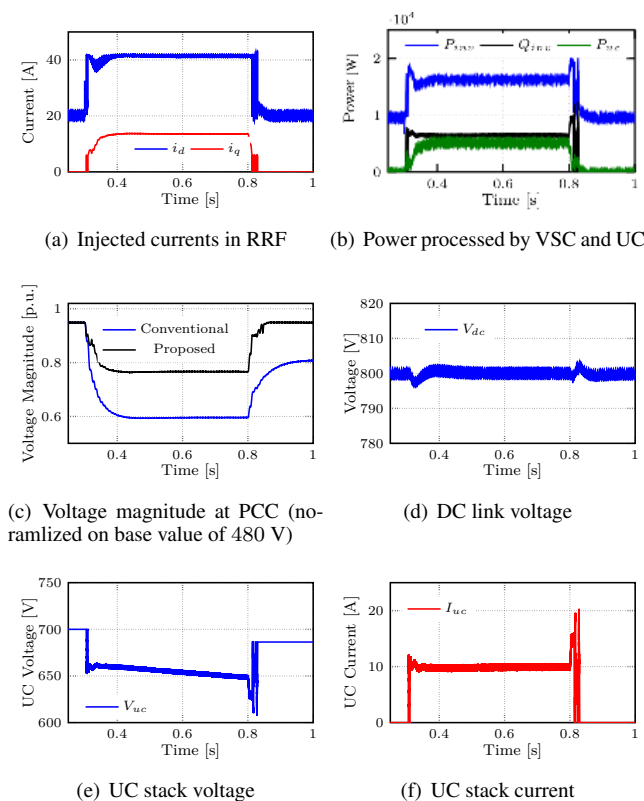 40
20
0
Current [A]
i_d
i_q
0.4
0.6
0.8
1
Time [s]
(a) Injected currents in RRF
·10⁴
2
1
0
Power [W]
P_inv
Q_inv
P_uc
0.4
0.6
0.8
1
Time [s]
(b) Power processed by VSC and UC
1
0.8
0.6
Voltage Magnitude [p.u.]
Conventional
Proposed
0.4
0.6
0.8
1
Time [s]
(c) Voltage magnitude at PCC (no-
ramlized on base value of 480 V)
820
810
800
790
780
Voltage [V]
V_dc
0.4
0.6
0.8
1
Time [s]
(d) DC link voltage
750
700
650
600
UC Voltage [V]
V_uc
0.4
0.6
0.8
1
Time [s]
(e) UC stack voltage
20
10
0
UC Current [A]
I_uc
0.4
0.6
0.8
1
Time [s]
(f) UC stack current